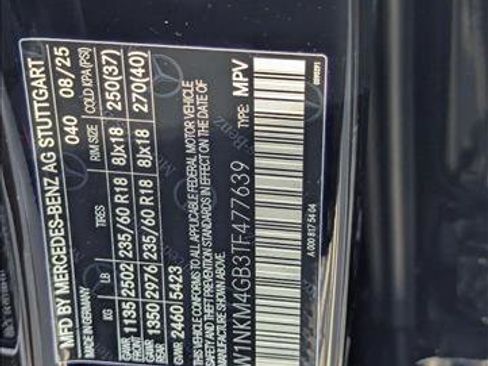 MFD BY MERCEDES-BENZ AG STUTTGART
MADE IN GERMANY 040 08/25
KG LB TIRES RIM SIZE COLD KPA (PSI)
GAWR FRONT 1135 2502 235/60 R18 8Jx18 250(37)
GAWR REAR 1350 2976 235/60 R18 8Jx18 270(40)
GVWR 2460 5423
THIS VEHICLE CONFORMS TO ALL APPLICABLE FEDERAL MOTOR VEHICLE
SAFETY AND THEFT PREVENTION STANDARDS IN EFFECT ON THE DATE OF
MANUFACTURE SHOWN ABOVE. TYPE: MPV
W1NKM4GB3TF477639
A 000 817 54 04